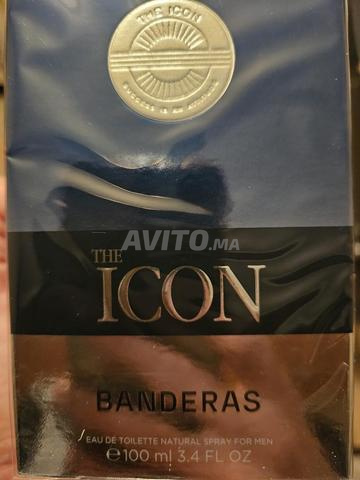 THE ICON
SUCCESS IS AN ATTITUDE
AVITO.MA
THE
ICON
BANDERAS
EAU DE TOILETTE NATURAL SPRAY FOR MEN
℮100 ml 3.4 FL OZ